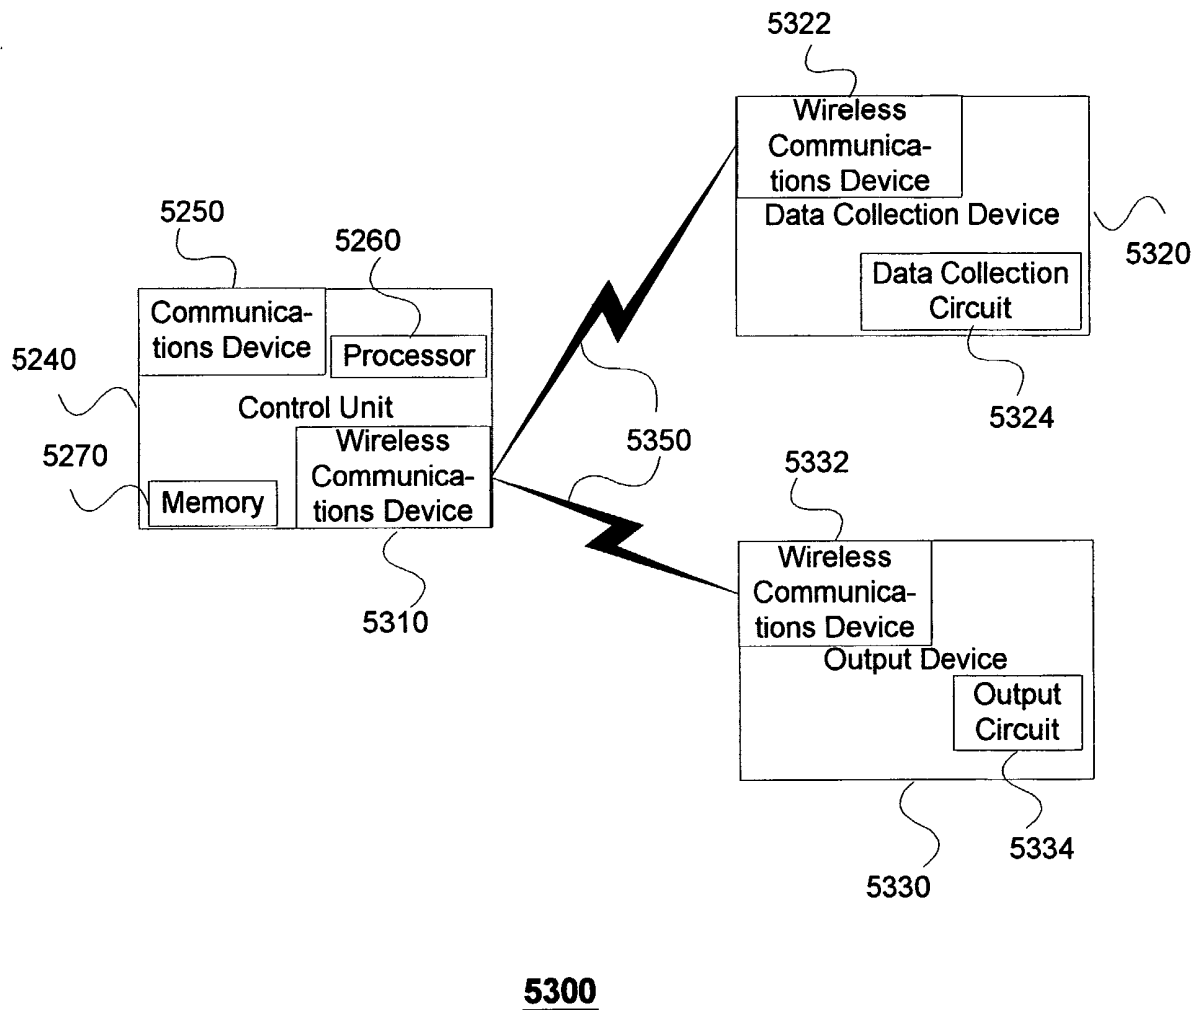 5322
Wireless
Communica-
tions Device
Data Collection Device
5320
Data Collection
Circuit
5324
5250
5260
Communica-
tions Device
Processor
5240
Control Unit
5270
Wireless
Communica-
tions Device
Memory
5310
5350
5332
Wireless
Communica-
tions Device
Output Device
Output
Circuit
5334
5330
5300